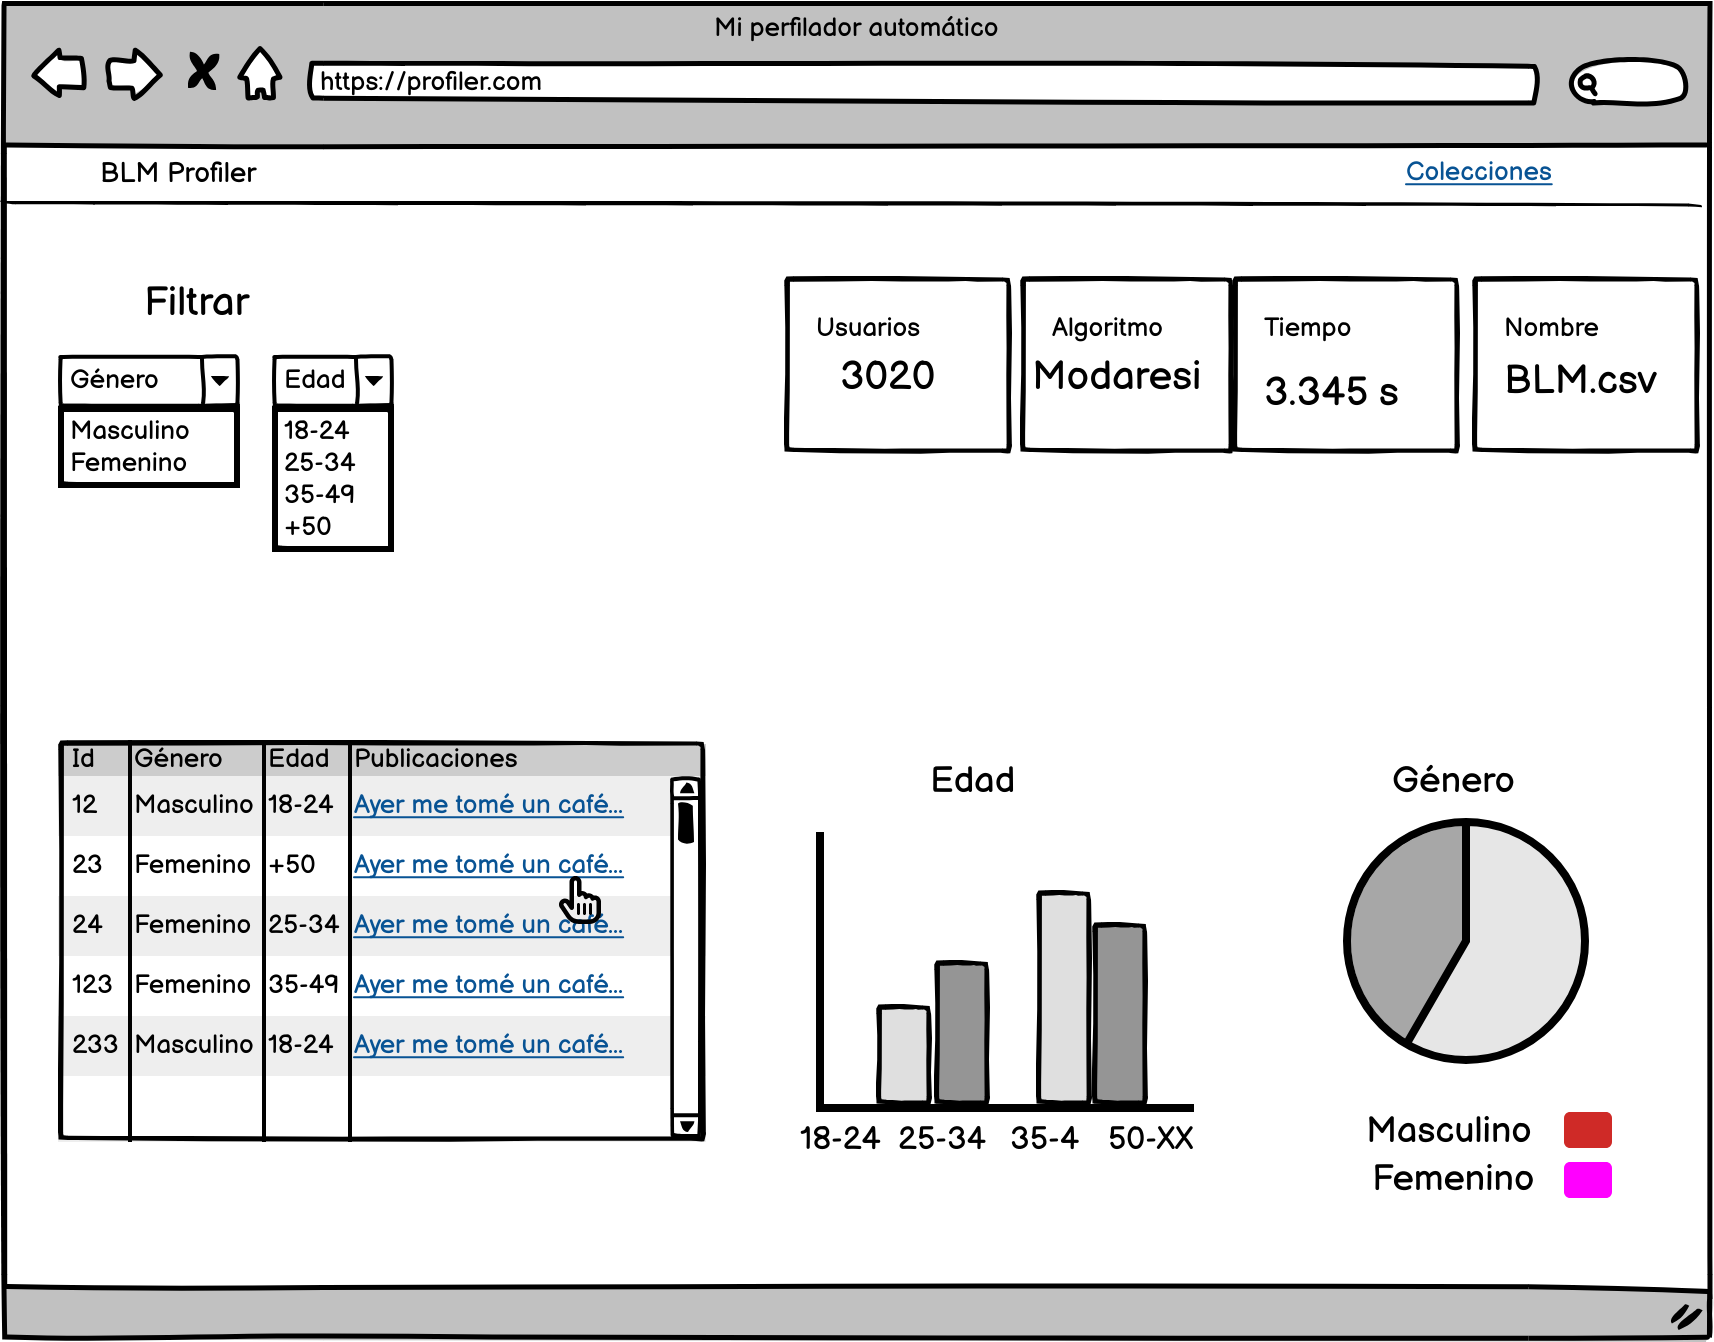 Mi perfilador automático
https://profiler.com
BLM Profiler
Colecciones
Filtrar
Género
Masculino
Femenino
Edad
18-24
25-34
35-49
+50
Usuarios
3020
Algoritmo
Modaresi
Tiempo
3.345 s
Nombre
BLM.csv
Id Género Edad Publicaciones
12 Masculino 18-24 Ayer me tomé un café...
23 Femenino +50 Ayer me tomé un café...
24 Femenino 25-34 Ayer me tomé un café...
123 Femenino 35-49 Ayer me tomé un café...
233 Masculino 18-24 Ayer me tomé un café...
Edad
18-24 25-34 35-4 50-XX
Género
Masculino
Femenino